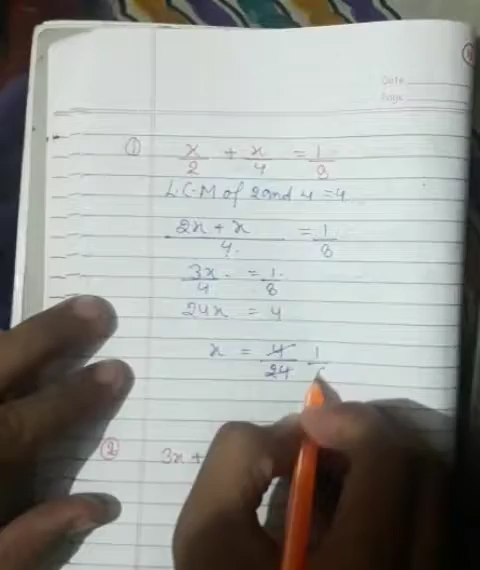 Date
Page
① x/2 + x/4 = 1/8
L.C.M of 2 and 4 = 4
2x + x/4 = 1/8
3x/4 = 1/8
24x = 4
x = 4/24 1/
② 3x +